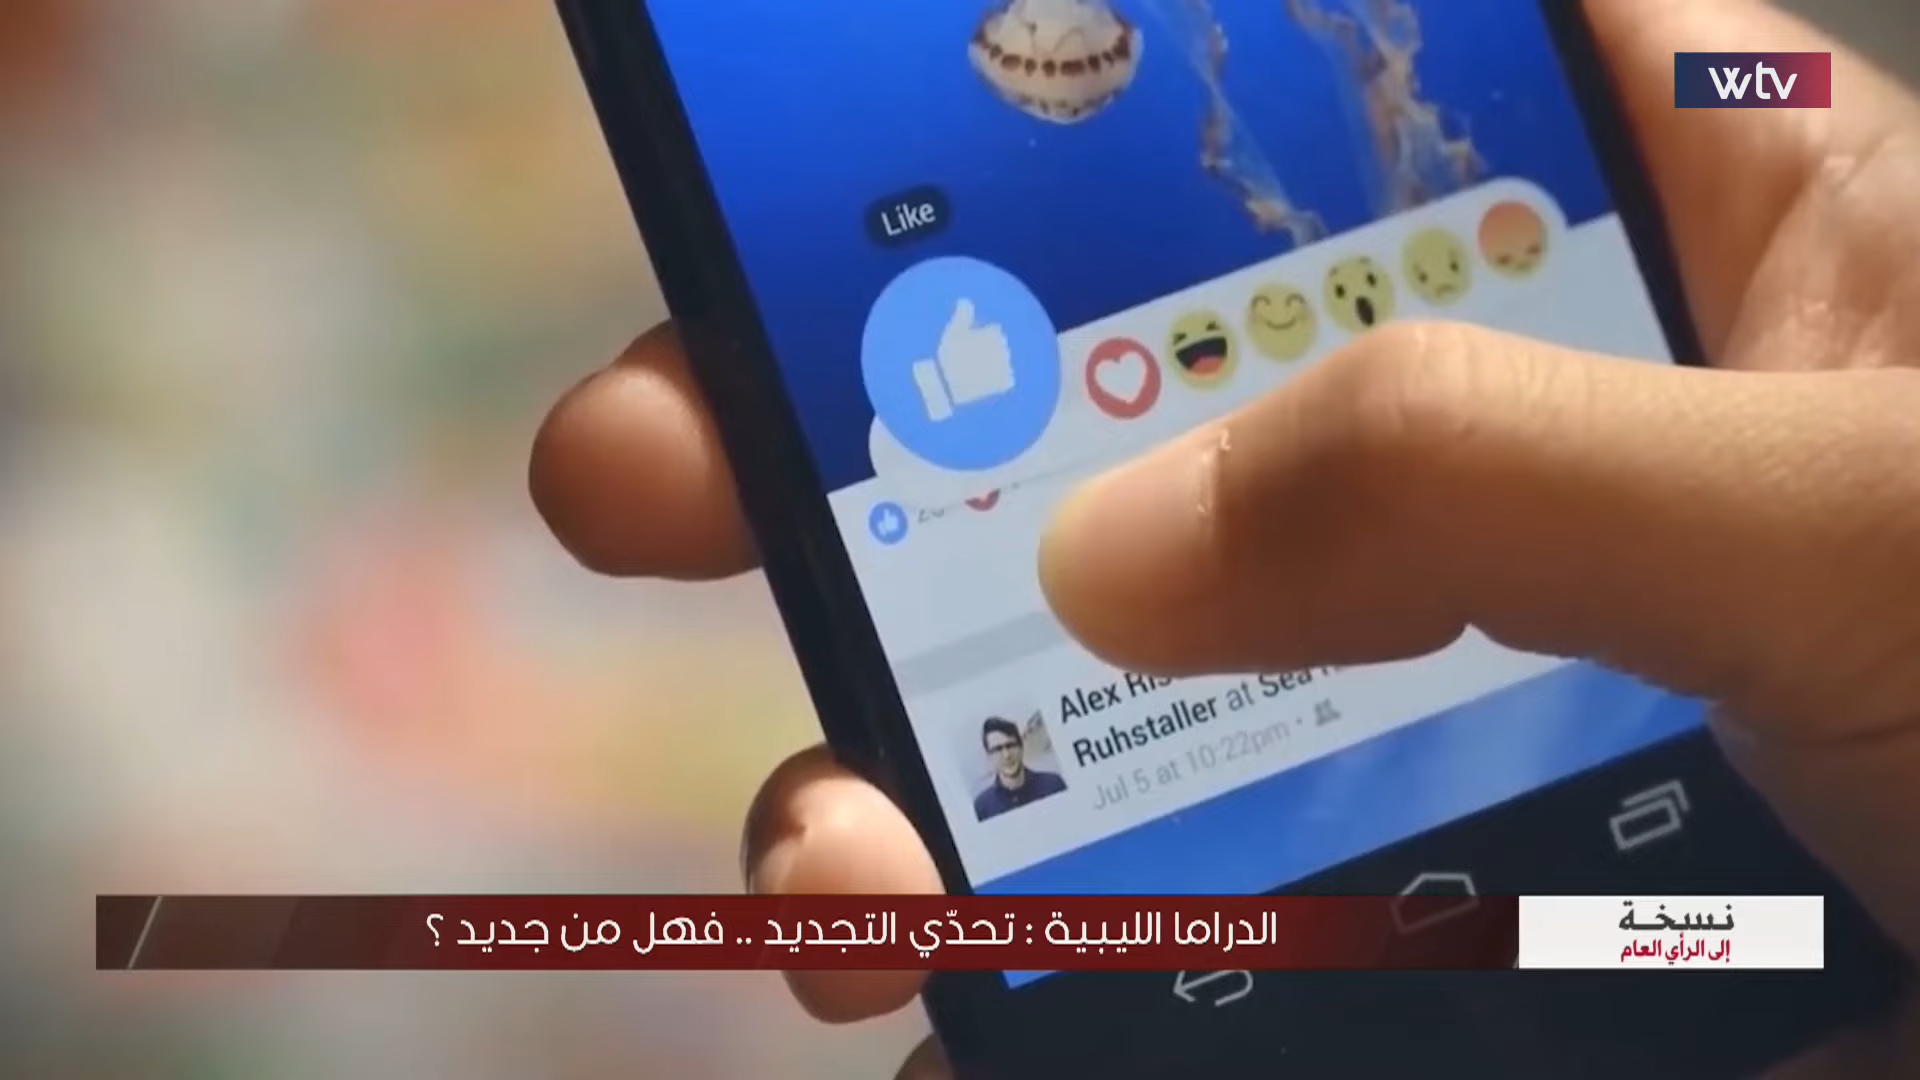 wtv
Like
Alex
Ruhstaller at Sea
Jul 5 at 10:22pm
الدراما الليبية : تحدّي التجديد .. فهل من جديد ؟
نسخة
إلى الرأي العام